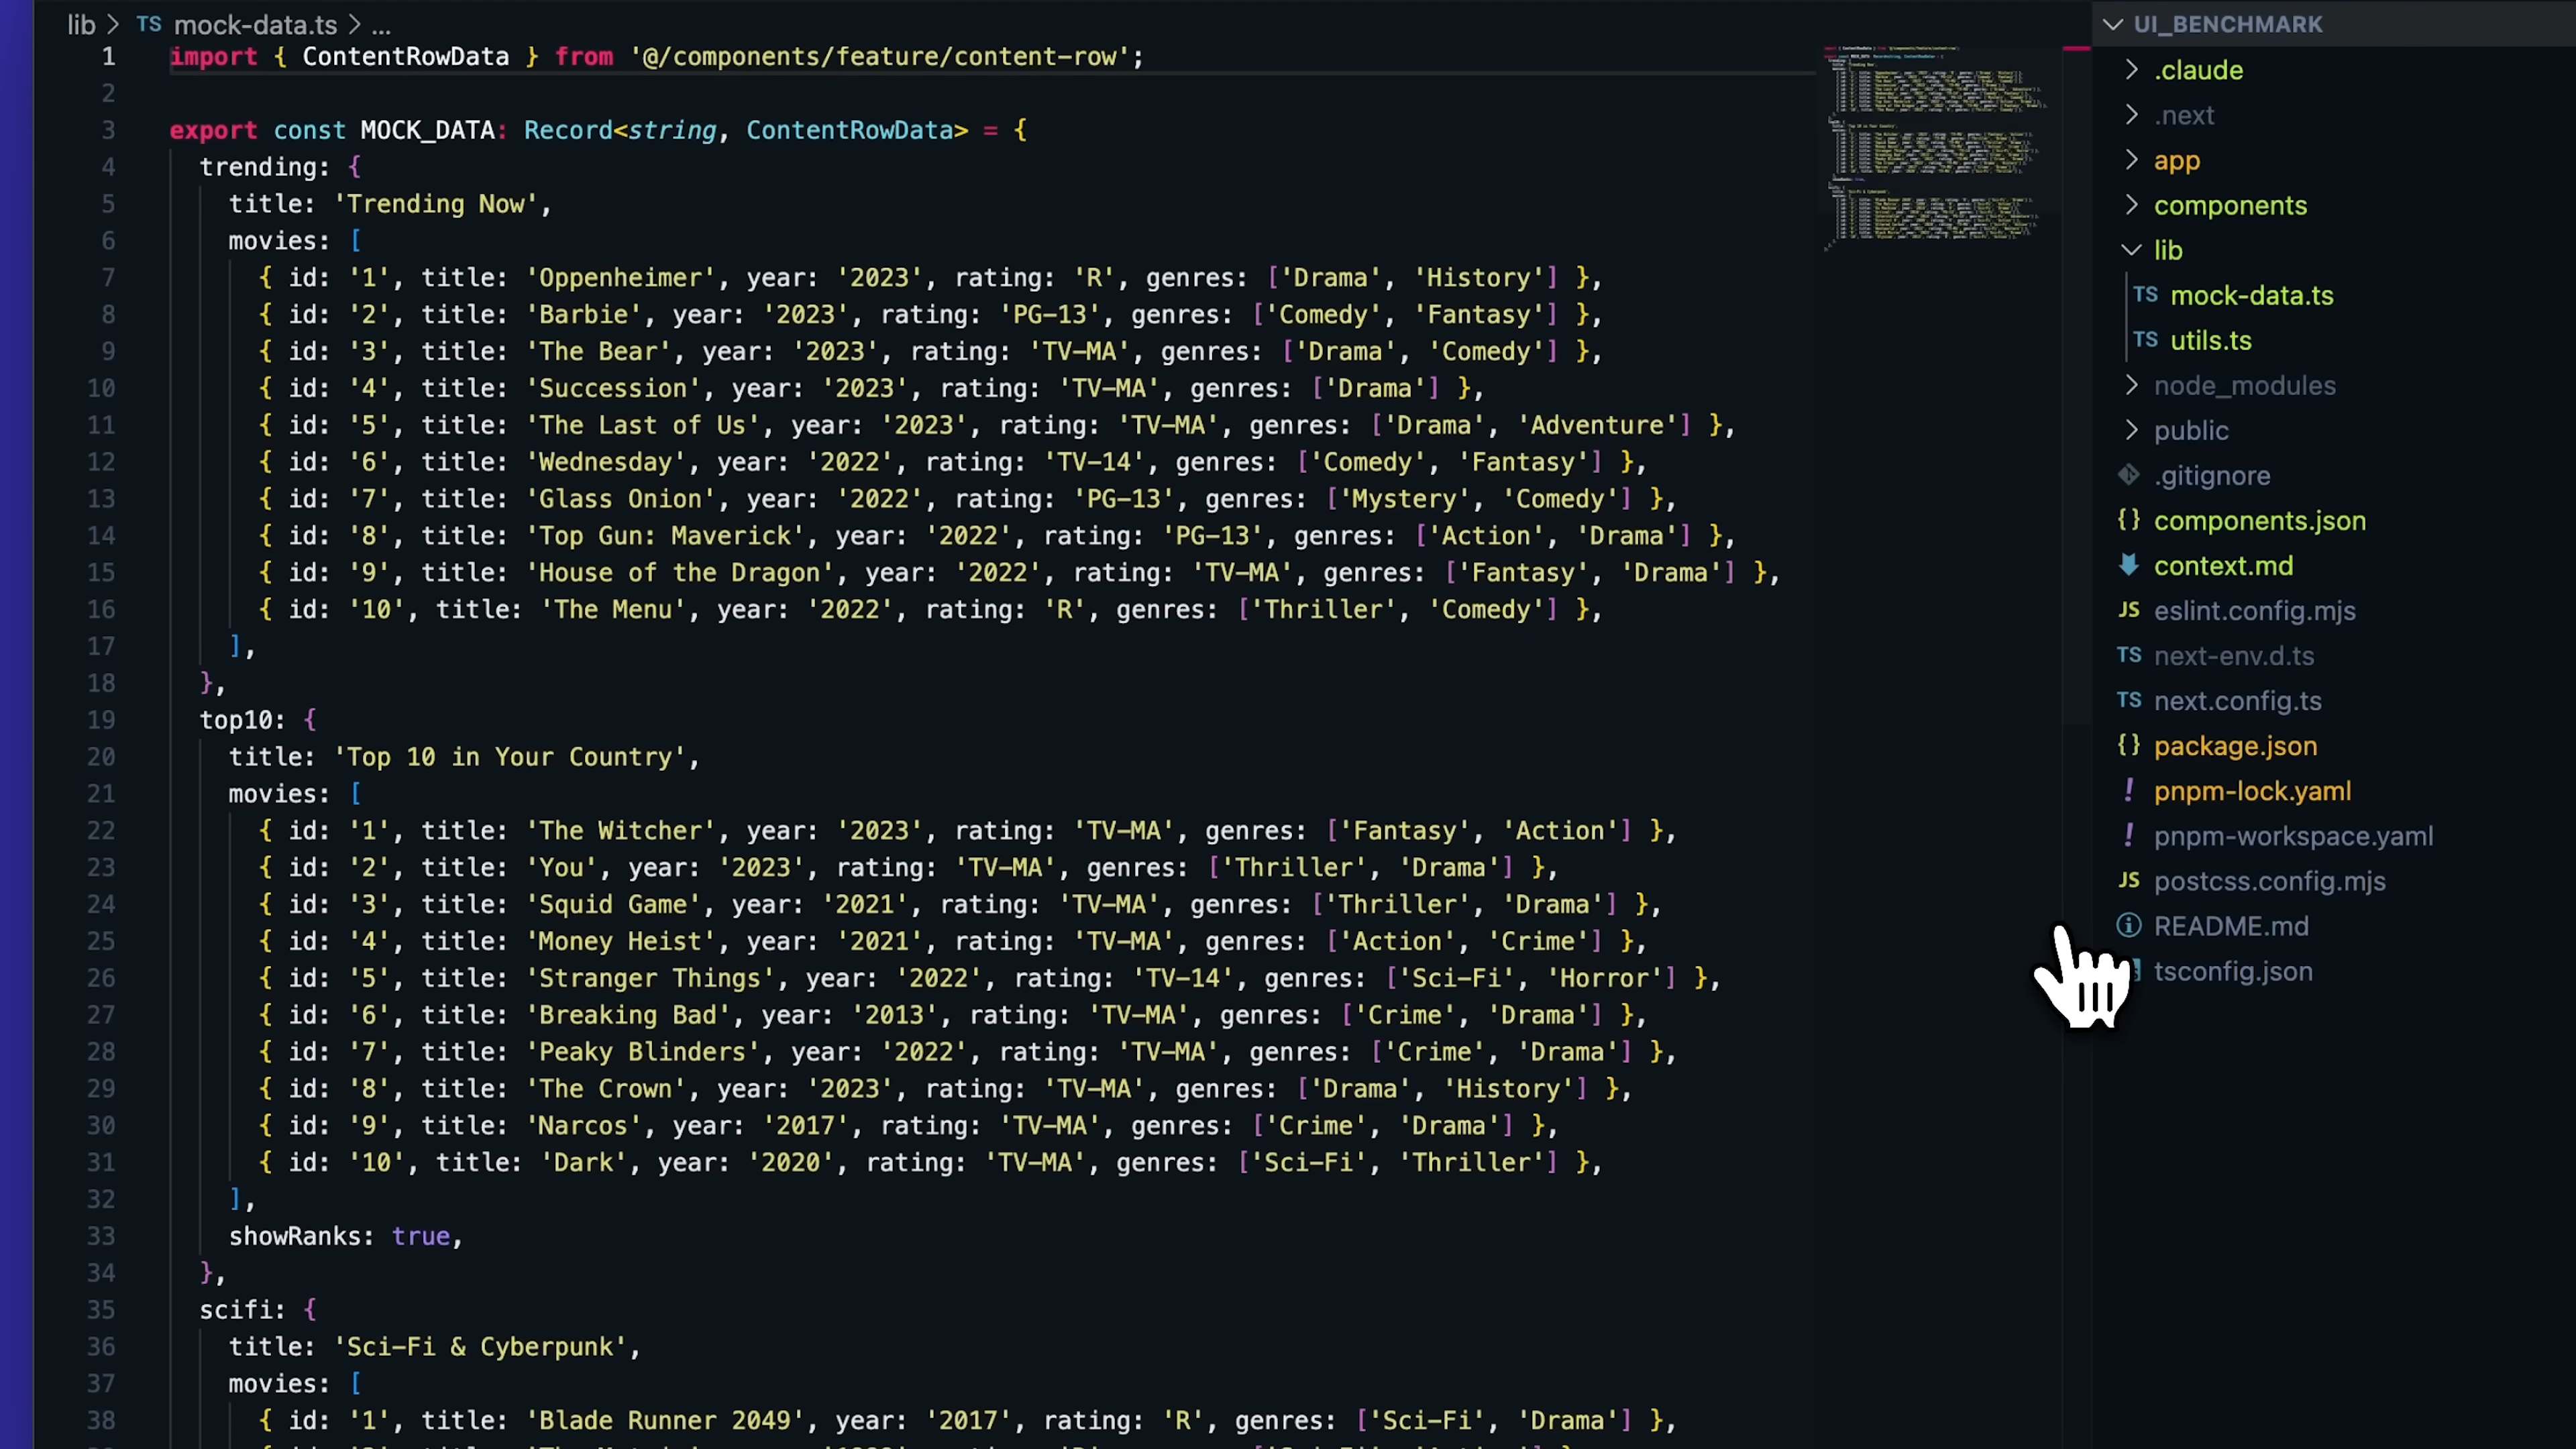 lib > TS mock-data.ts > ...
1 import { ContentRowData } from '@/components/feature/content-row';
2
3 export const MOCK_DATA: Record<string, ContentRowData> = {
4 trending: {
5 title: 'Trending Now',
6 movies: [
7 { id: '1', title: 'Oppenheimer', year: '2023', rating: 'R', genres: ['Drama', 'History'] },
8 { id: '2', title: 'Barbie', year: '2023', rating: 'PG-13', genres: ['Comedy', 'Fantasy'] },
9 { id: '3', title: 'The Bear', year: '2023', rating: 'TV-MA', genres: ['Drama', 'Comedy'] },
10 { id: '4', title: 'Succession', year: '2023', rating: 'TV-MA', genres: ['Drama'] },
11 { id: '5', title: 'The Last of Us', year: '2023', rating: 'TV-MA', genres: ['Drama', 'Adventure'] },
12 { id: '6', title: 'Wednesday', year: '2022', rating: 'TV-14', genres: ['Comedy', 'Fantasy'] },
13 { id: '7', title: 'Glass Onion', year: '2022', rating: 'PG-13', genres: ['Mystery', 'Comedy'] },
14 { id: '8', title: 'Top Gun: Maverick', year: '2022', rating: 'PG-13', genres: ['Action', 'Drama'] },
15 { id: '9', title: 'House of the Dragon', year: '2022', rating: 'TV-MA', genres: ['Fantasy', 'Drama'] },
16 { id: '10', title: 'The Menu', year: '2022', rating: 'R', genres: ['Thriller', 'Comedy'] },
17 ],
18 },
19 top10: {
20 title: 'Top 10 in Your Country',
21 movies: [
22 { id: '1', title: 'The Witcher', year: '2023', rating: 'TV-MA', genres: ['Fantasy', 'Action'] },
23 { id: '2', title: 'You', year: '2023', rating: 'TV-MA', genres: ['Thriller', 'Drama'] },
24 { id: '3', title: 'Squid Game', year: '2021', rating: 'TV-MA', genres: ['Thriller', 'Drama'] },
25 { id: '4', title: 'Money Heist', year: '2021', rating: 'TV-MA', genres: ['Action', 'Crime'] },
26 { id: '5', title: 'Stranger Things', year: '2022', rating: 'TV-14', genres: ['Sci-Fi', 'Horror'] },
27 { id: '6', title: 'Breaking Bad', year: '2013', rating: 'TV-MA', genres: ['Crime', 'Drama'] },
28 { id: '7', title: 'Peaky Blinders', year: '2022', rating: 'TV-MA', genres: ['Crime', 'Drama'] },
29 { id: '8', title: 'The Crown', year: '2023', rating: 'TV-MA', genres: ['Drama', 'History'] },
30 { id: '9', title: 'Narcos', year: '2017', rating: 'TV-MA', genres: ['Crime', 'Drama'] },
31 { id: '10', title: 'Dark', year: '2020', rating: 'TV-MA', genres: ['Sci-Fi', 'Thriller'] },
32 ],
33 showRanks: true,
34 },
35 scifi: {
36 title: 'Sci-Fi & Cyberpunk',
37 movies: [
38 { id: '1', title: 'Blade Runner 2049', year: '2017', rating: 'R', genres: ['Sci-Fi', 'Drama'] },
UI_BENCHMARK
.claude
.next
app
components
lib
TS mock-data.ts
TS utils.ts
node_modules
public
.gitignore
{} components.json
context.md
JS eslint.config.mjs
TS next-env.d.ts
TS next.config.ts
{} package.json
! pnpm-lock.yaml
! pnpm-workspace.yaml
JS postcss.config.mjs
README.md
tsconfig.json